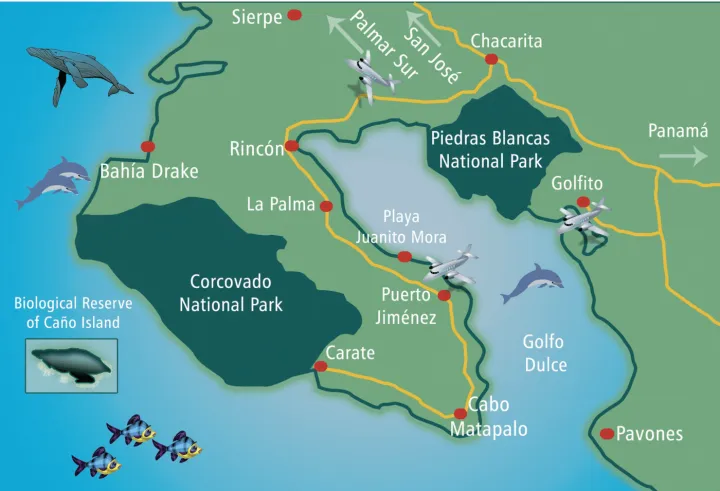 Sierpe
Palmar Sur
San José
Chacarita
Panamá
Piedras Blancas
National Park
Rincón
Bahía Drake
Golfito
La Palma
Playa
Juanito Mora
Corcovado
National Park
Biological Reserve
of Caño Island
Puerto
Jiménez
Golfo
Dulce
Carate
Cabo
Matapalo
Pavones